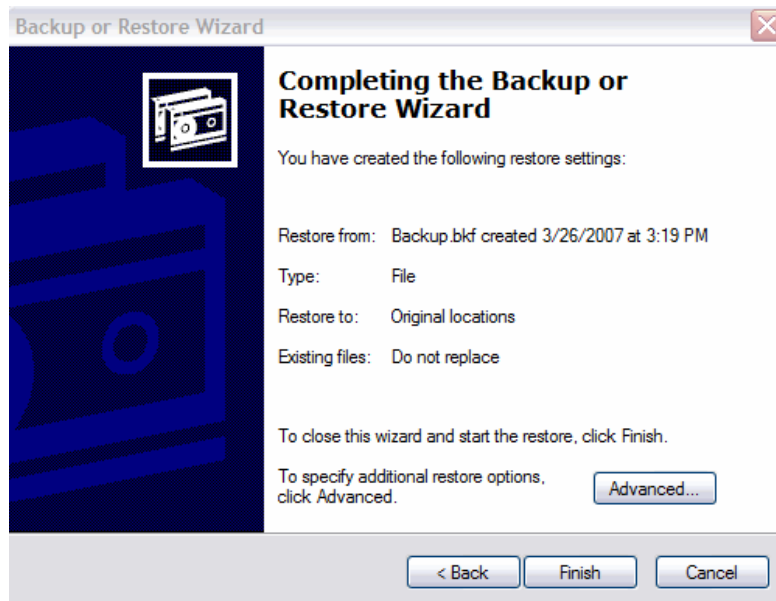 Backup or Restore Wizard
Completing the Backup or
Restore Wizard
You have created the following restore settings:
Restore from: Backup.bkf created 3/26/2007 at 3:19 PM
Type: File
Restore to: Original locations
Existing files: Do not replace
To close this wizard and start the restore, click Finish.
To specify additional restore options,
click Advanced.
Advanced...
< Back Finish Cancel